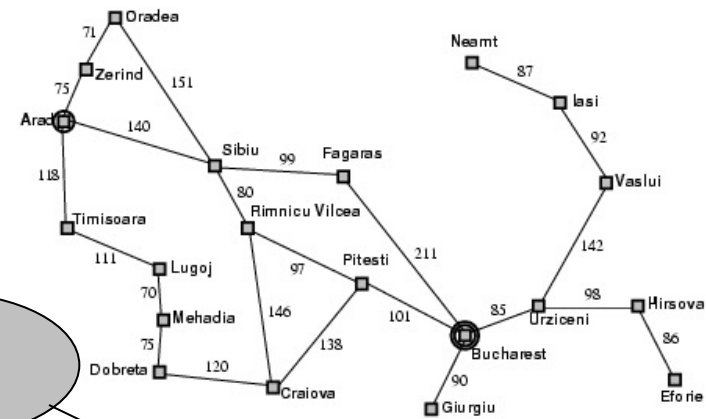 Oradea
71
Neamt
Zerind
87
151
75
Iasi
Arad
140
92
Sibiu
99
Fagaras
118
80
Vaslui
Timisoara
Rimnicu Vilcea
111
Lugoj
97
Pitesti
211
142
70
98
Hirsova
146
85
Mehadia
101
Urziceni
75
138
86
Bucharest
Dobreta
120
90
Craiova
Eforie
Giurgiu